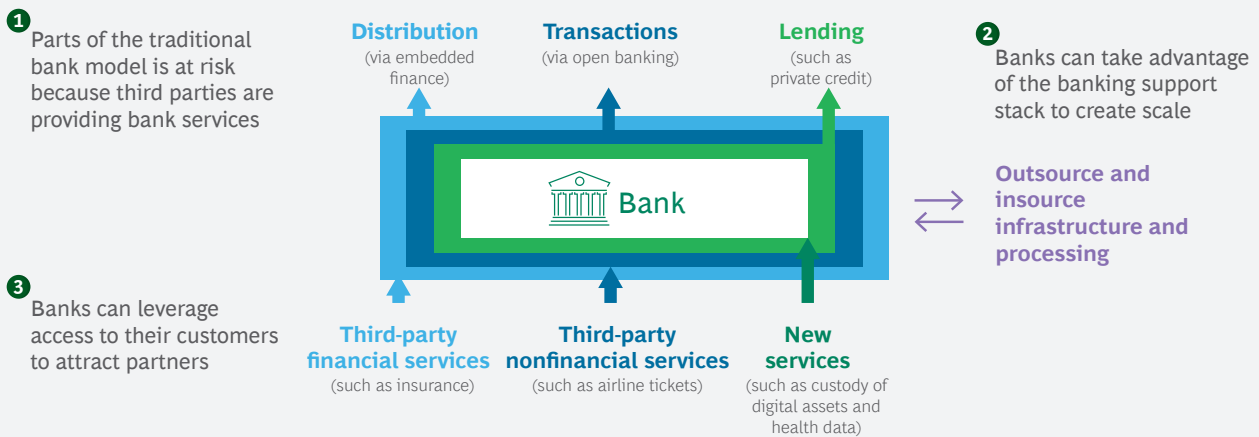 1
Parts of the traditional
bank model is at risk
because third parties are
providing bank services
Distribution
(via embedded
finance)
Transactions
(via open banking)
Lending
(such as
private credit)
2
Banks can take advantage
of the banking support
stack to create scale
Bank
Outsource and
insource
infrastructure and
processing
3
Banks can leverage
access to their customers
to attract partners
Third-party
financial services
(such as insurance)
Third-party
nonfinancial services
(such as airline tickets)
New
services
(such as custody of
digital assets and
health data)